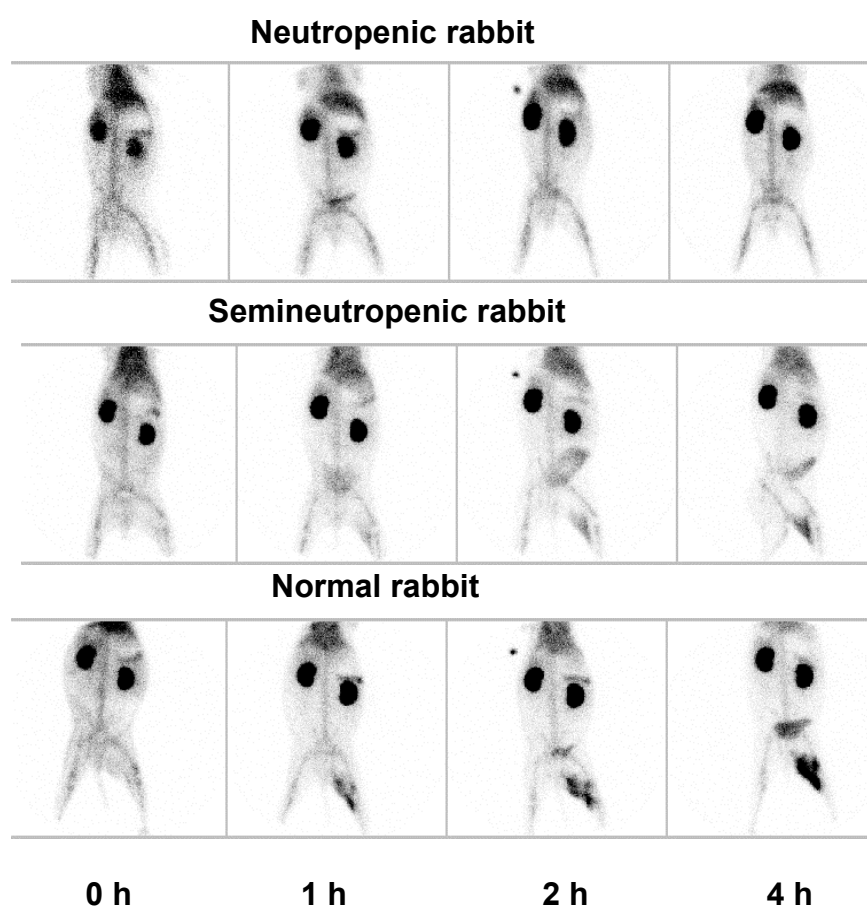 Neutropenic rabbit
Semineutropenic rabbit
Normal rabbit
0 h 1 h 2 h 4 h